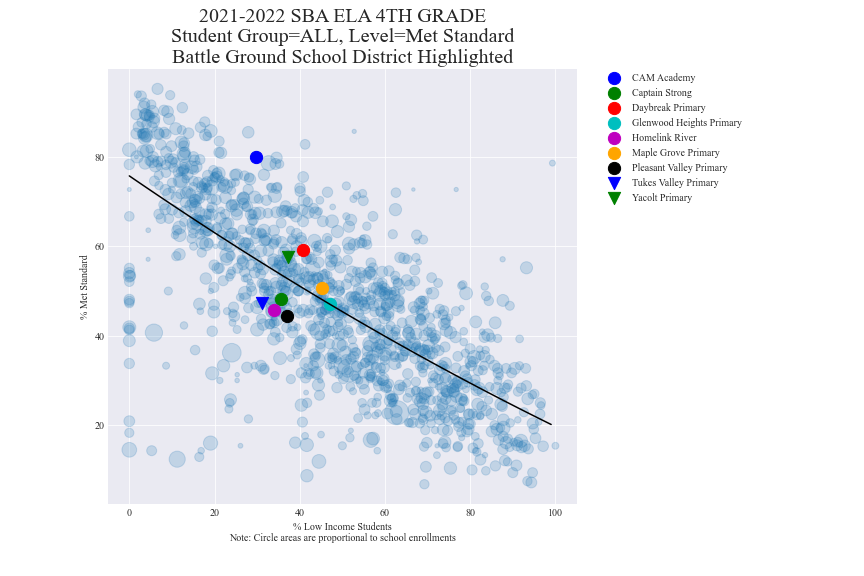 2021-2022 SBA ELA 4TH GRADE
Student Group=ALL, Level=Met Standard
Battle Ground School District Highlighted
CAM Academy
Captain Strong
Daybreak Primary
Glenwood Heights Primary
Homelink River
Maple Grove Primary
Pleasant Valley Primary
Tukes Valley Primary
Yacolt Primary
% Met Standard
80
60
40
20
0
20
40
60
80
100
% Low Income Students
Note: Circle areas are proportional to school enrollments